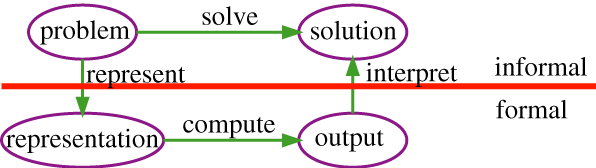 solve
problem
solution
represent
interpret
informal
formal
compute
representation
output